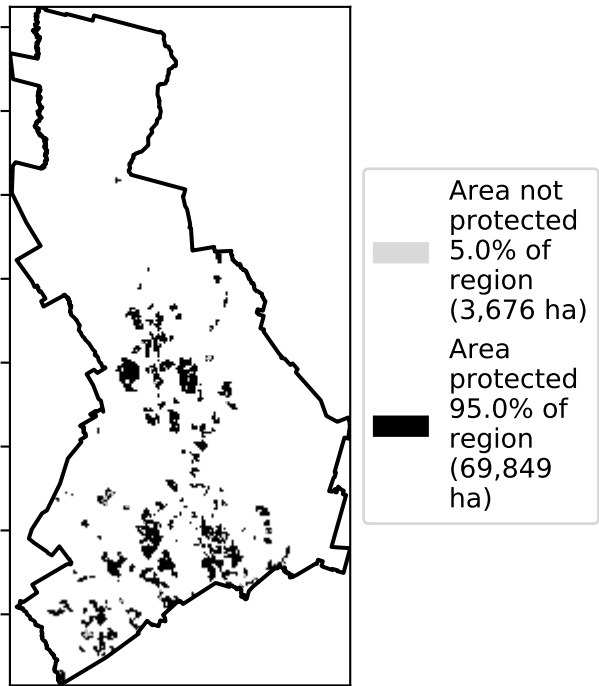 Area not
protected
5.0% of
region
(3,676 ha)
Area
protected
95.0% of
region
(69,849
ha)